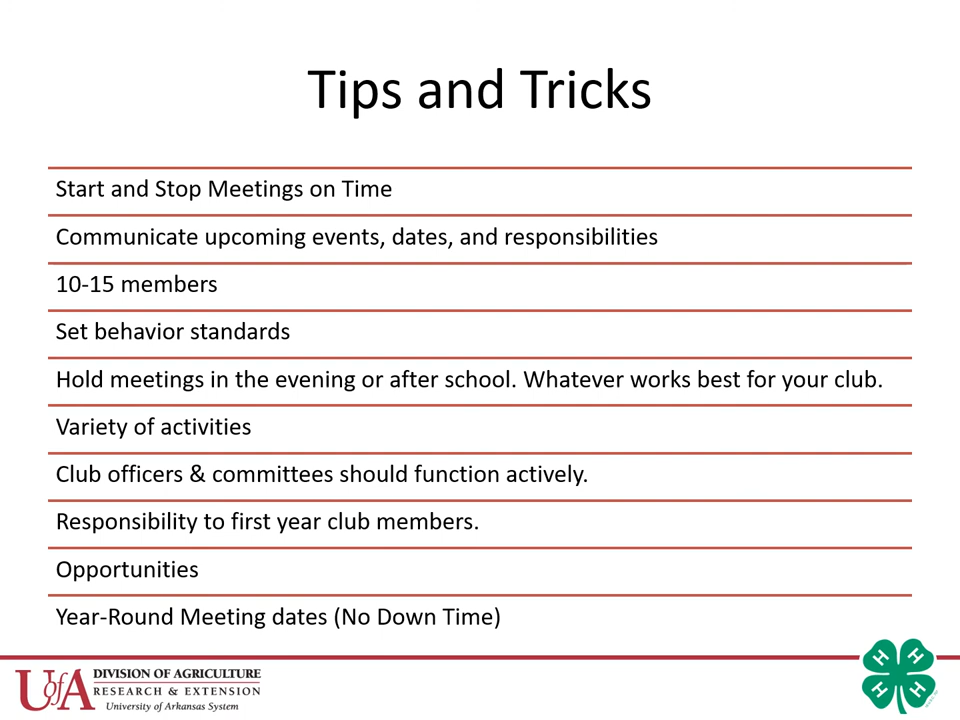 Tips and Tricks
Start and Stop Meetings on Time
Communicate upcoming events, dates, and responsibilities
10-15 members
Set behavior standards
Hold meetings in the evening or after school. Whatever works best for your club.
Variety of activities
Club officers & committees should function actively.
Responsibility to first year club members.
Opportunities
Year-Round Meeting dates (No Down Time)
UofA
DIVISION OF AGRICULTURE
RESEARCH & EXTENSION
University of Arkansas System
H H
H H